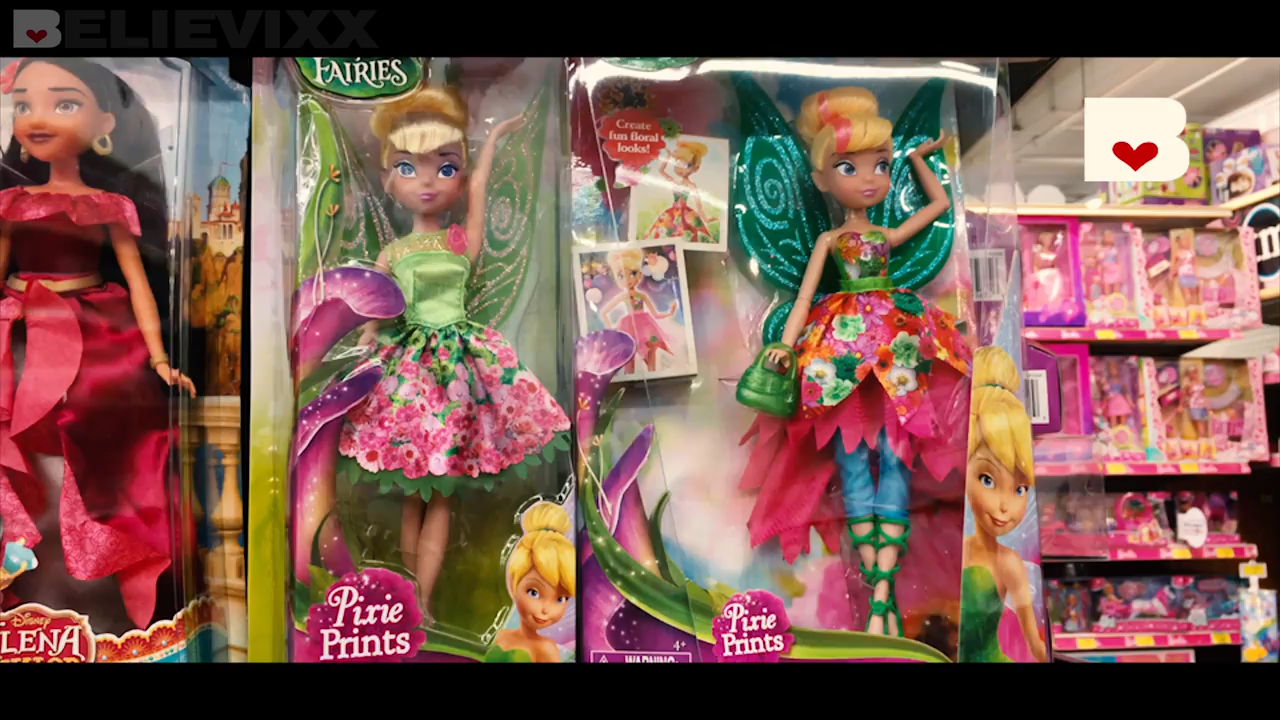 BELIEVIXX
FAIRIES
Create
fun floral
looks!
B
Pixie
Prints
Pixie
Prints
4+
WARNING:
Disney
ELENA